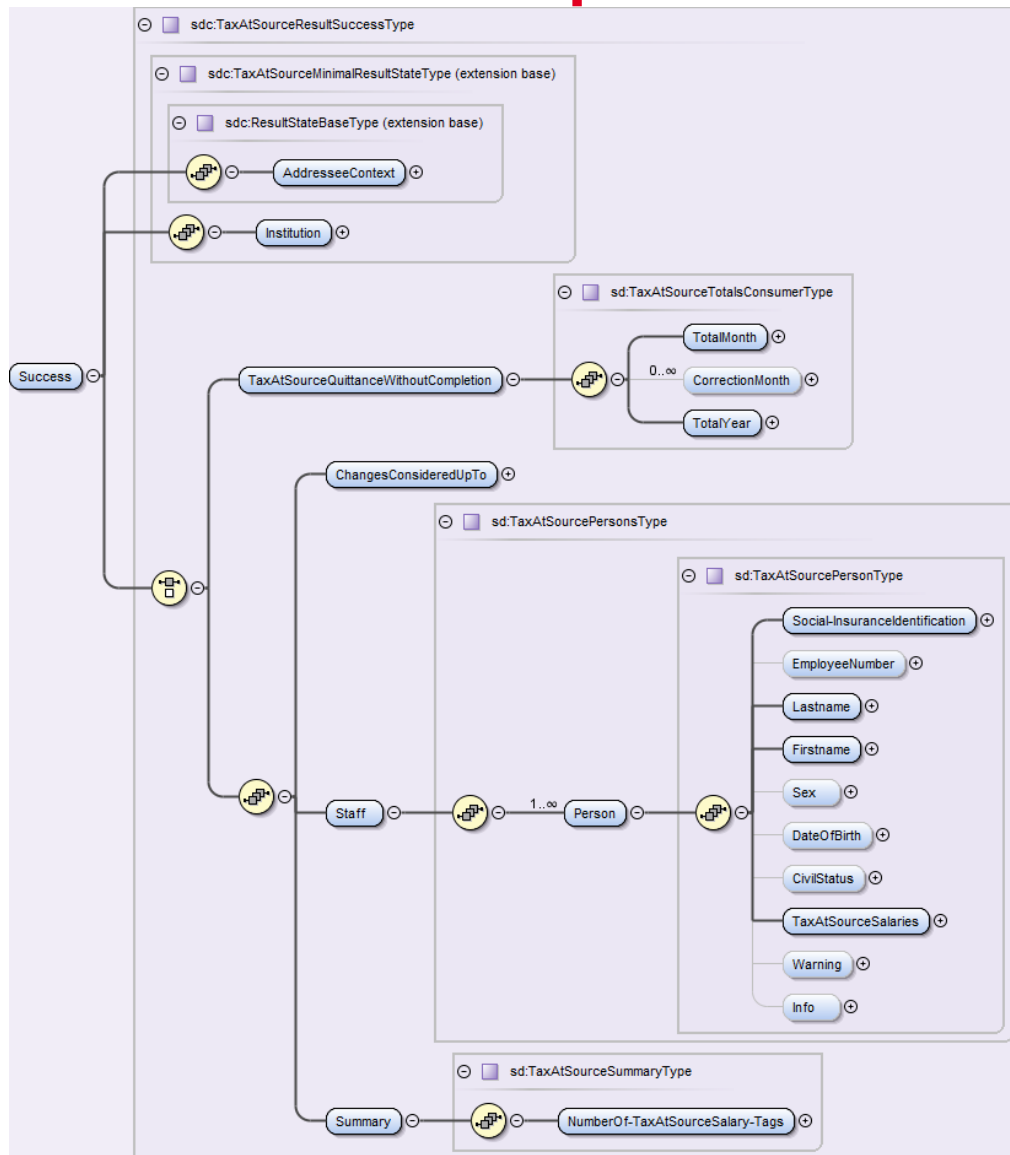 sdc:TaxAtSourceResultSuccessType
sdc:TaxAtSourceMinimalResultStateType (extension base)
sdc:ResultStateBaseType (extension base)
AddresseeContext
Institution
sd:TaxAtSourceTotalsConsumerType
TotalMonth
Success
TaxAtSourceQuittanceWithoutCompletion
0..∞
CorrectionMonth
TotalYear
ChangesConsideredUpTo
sd:TaxAtSourcePersonsType
sd:TaxAtSourcePersonType
Social-InsuranceIdentification
EmployeeNumber
Lastname
Firstname
Sex
Staff
1..∞
Person
DateOfBirth
CivilStatus
TaxAtSourceSalaries
Warning
Info
sd:TaxAtSourceSummaryType
Summary
NumberOf-TaxAtSourceSalary-Tags